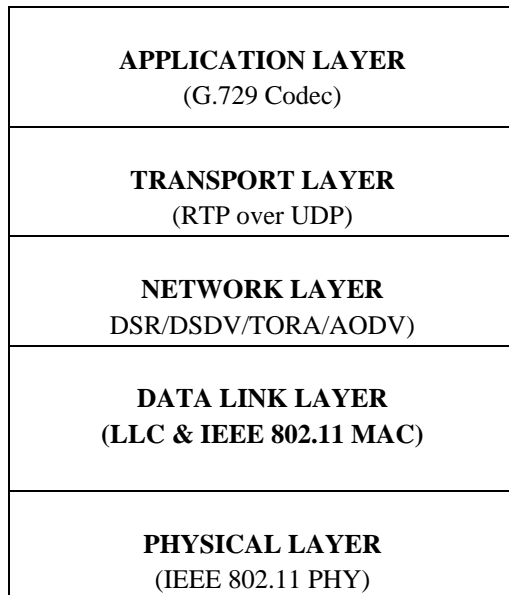 APPLICATION LAYER
(G.729 Codec)
TRANSPORT LAYER
(RTP over UDP)
NETWORK LAYER
DSR/DSDV/TORA/AODV)
DATA LINK LAYER
(LLC & IEEE 802.11 MAC)
PHYSICAL LAYER
(IEEE 802.11 PHY)